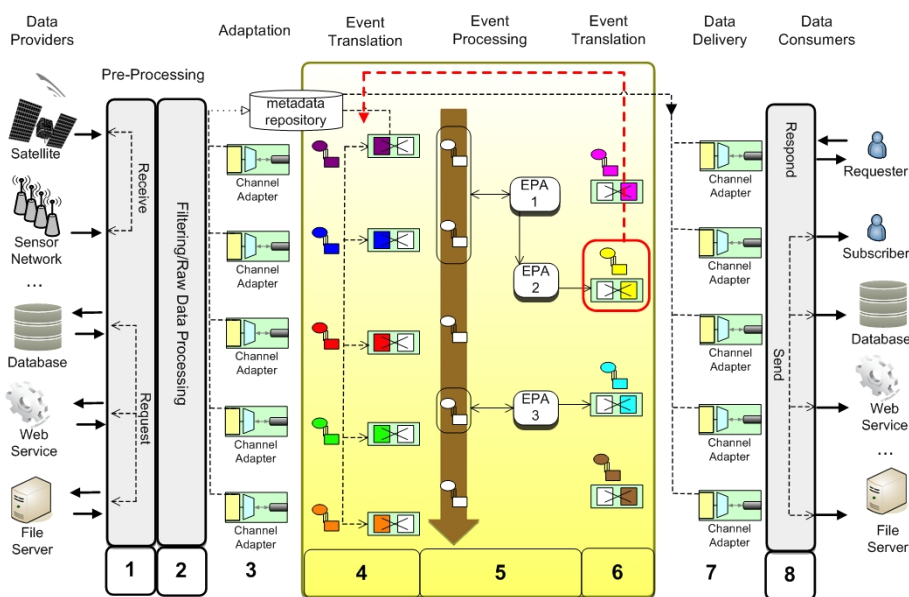 Data
Providers
Pre-Processing
Adaptation
Event
Translation
Event
Processing
Event
Translation
Data
Delivery
Data
Consumers
metadata
repository
Satellite
Sensor
Network
...
Database
Web
Service
File
Server
Receive
Request
Filtering/Raw Data Processing
Channel
Adapter
Channel
Adapter
Channel
Adapter
Channel
Adapter
Channel
Adapter
EPA
1
EPA
2
EPA
3
Channel
Adapter
Channel
Adapter
Channel
Adapter
Channel
Adapter
Channel
Adapter
Respond
Send
Requester
Subscriber
Database
Web
Service
...
File
Server
1
2
3
4
5
6
7
8